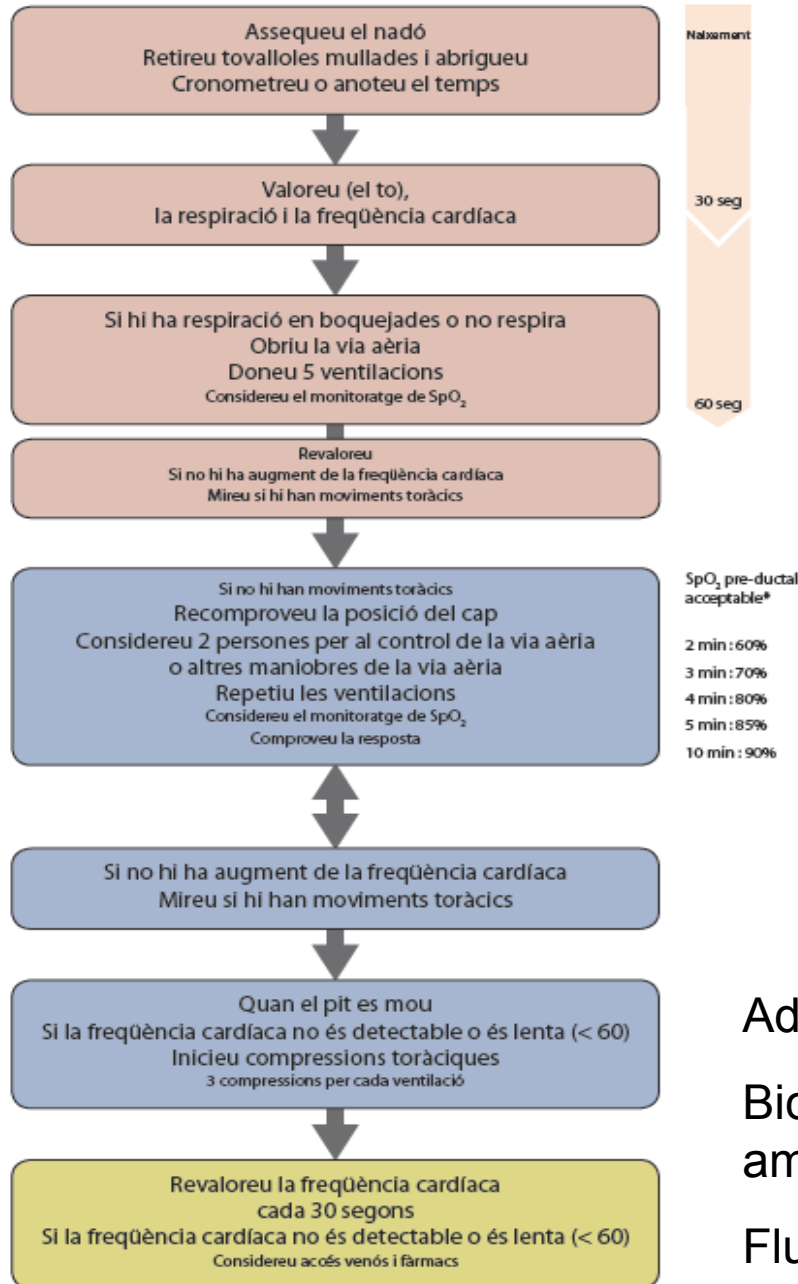 Assequeu el nadó
Retireu tovalloles mullades i abrigueu
Cronometreu o anoteu el temps
Naixement
Valoreu (el to),
la respiració i la freqüència cardíaca
30 seg
Si hi ha respiració en boquejades o no respira
Obriu la via aèria
Doneu 5 ventilacions
Considereu el monitoratge de SpO₂
60 seg
Revaloreu
Si no hi ha augment de la freqüència cardíaca
Mireu si hi han moviments toràcics
Si no hi han moviments toràcics
Recomproveu la posició del cap
Considereu 2 persones per al control de la via aèria
o altres maniobres de la via aèria
Repetiu les ventilacions
Considereu el monitoratge de SpO₂
Comproveu la resposta
SpO₂ pre-ductal
acceptable*
2 min : 60%
3 min : 70%
4 min : 80%
5 min : 85%
10 min : 90%
Si no hi ha augment de la freqüència cardíaca
Mireu si hi han moviments toràcics
Quan el pit es mou
Si la freqüència cardíaca no és detectable o és lenta (< 60)
Inicieu compressions toràciques
3 compressions per cada ventilació
Revaloreu la freqüència cardíaca
cada 30 segons
Si la freqüència cardíaca no és detectable o és lenta (< 60)
Considereu accés venós i fàrmacs